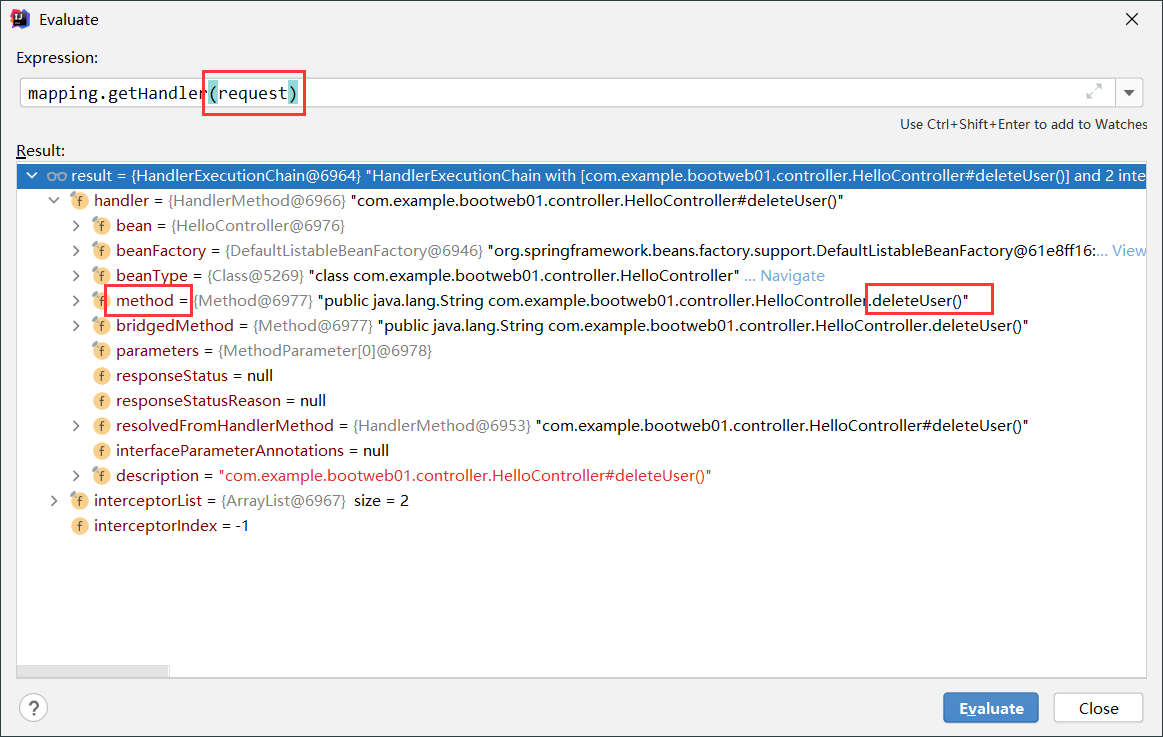 Evaluate
Expression:
mapping.getHandler(request)
Use Ctrl+Shift+Enter to add to Watches
Result:
result = {HandlerExecutionChain@6964} "HandlerExecutionChain with [com.example.bootweb01.controller.HelloController#deleteUser()] and 2 inte
handler = {HandlerMethod@6966} "com.example.bootweb01.controller.HelloController#deleteUser()"
bean = {HelloController@6976}
beanFactory = {DefaultListableBeanFactory@6946} "org.springframework.beans.factory.support.DefaultListableBeanFactory@61e8ff16:... View
beanType = {Class@5269} "class com.example.bootweb01.controller.HelloController" ... Navigate
method = {Method@6977} "public java.lang.String com.example.bootweb01.controller.HelloController.deleteUser()"
bridgedMethod = {Method@6977} "public java.lang.String com.example.bootweb01.controller.HelloController.deleteUser()"
parameters = {MethodParameter[0]@6978}
responseStatus = null
responseStatusReason = null
resolvedFromHandlerMethod = {HandlerMethod@6953} "com.example.bootweb01.controller.HelloController#deleteUser()"
interfaceParameterAnnotations = null
description = "com.example.bootweb01.controller.HelloController#deleteUser()"
interceptorList = {ArrayList@6967} size = 2
interceptorIndex = -1
? Evaluate Close